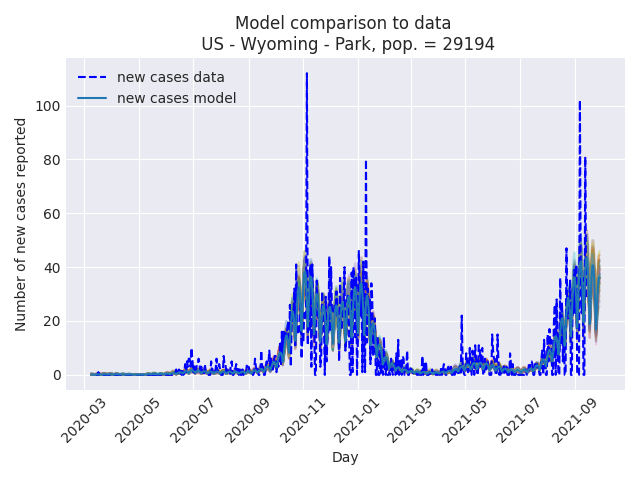 Model comparison to data
US - Wyoming - Park, pop. = 29194
new cases data
new cases model
Number of new cases reported
100
80
60
40
20
0
2020-03
2020-05
2020-07
2020-09
2020-11
2021-01
2021-03
2021-05
2021-07
2021-09
Day